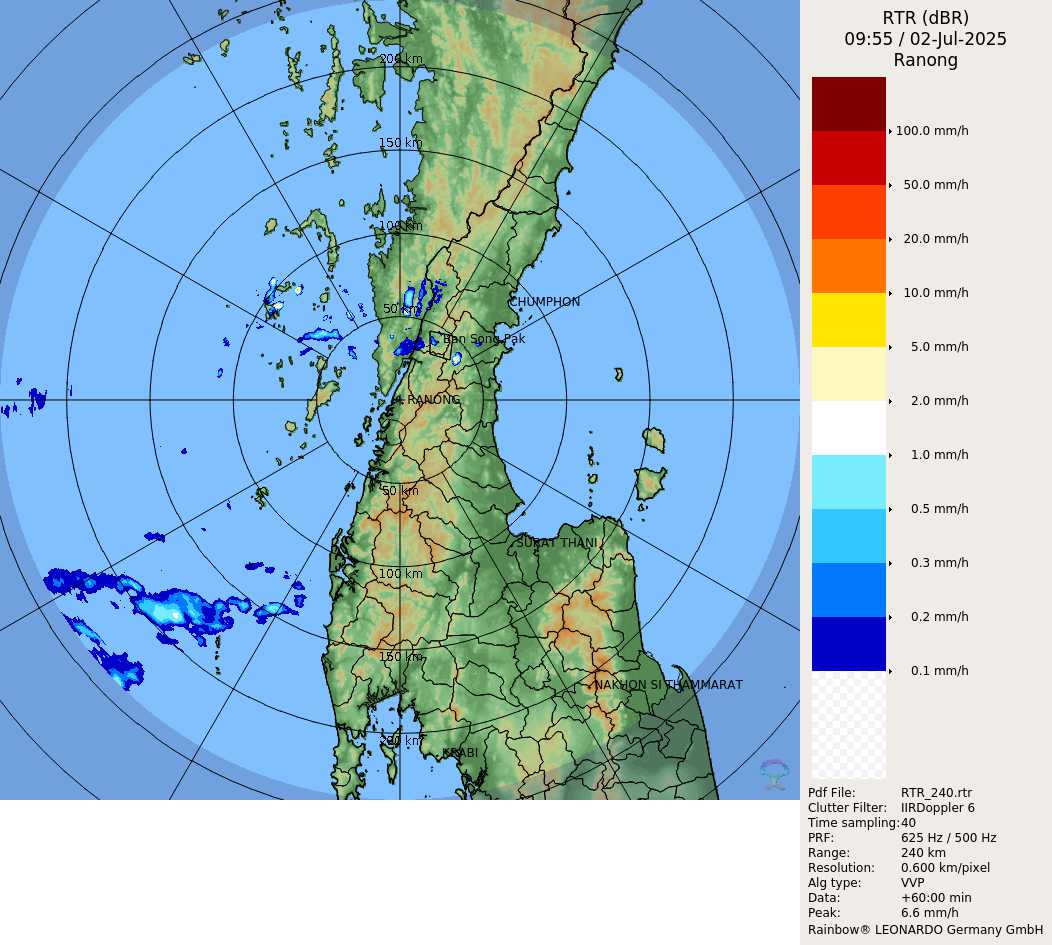 RTR (dBR)
09:55 / 02-Jul-2025
Ranong
200 km
150 km
100 km
50 km
CHUMPHON
Ban Song Pak
RANONG
50 km
SURAT THANI
100 km
150 km
NAKHON SI THAMMARAT
200 km
KRABI
100.0 mm/h
50.0 mm/h
20.0 mm/h
10.0 mm/h
5.0 mm/h
2.0 mm/h
1.0 mm/h
0.5 mm/h
0.3 mm/h
0.2 mm/h
0.1 mm/h
Pdf File: RTR_240.rtr
Clutter Filter: IIRDoppler 6
Time sampling:40
PRF: 625 Hz / 500 Hz
Range: 240 km
Resolution: 0.600 km/pixel
Alg type: VVP
Data: +60:00 min
Peak: 6.6 mm/h
Rainbow® LEONARDO Germany GmbH